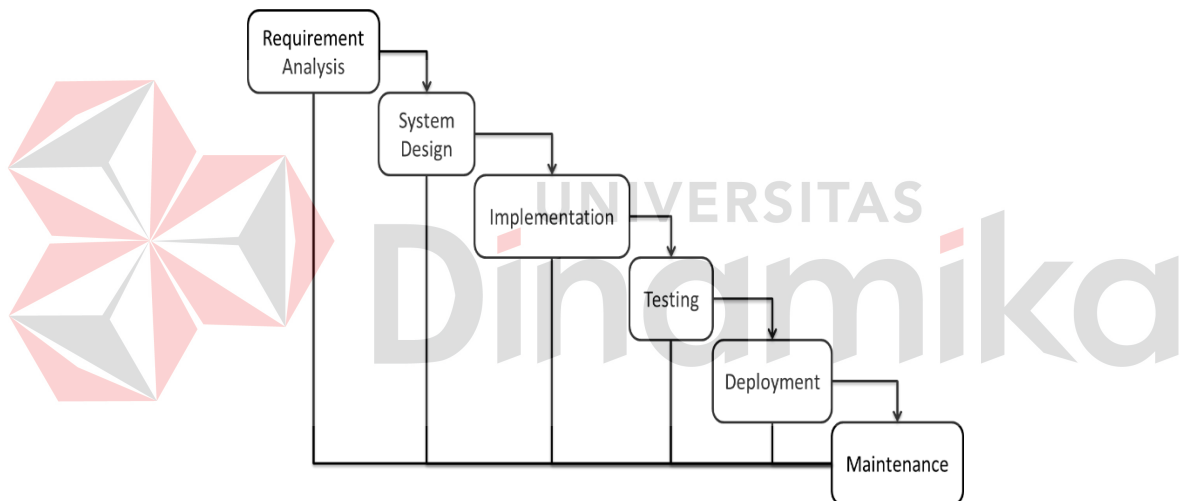 Requirement
Analysis
System
Design
UNIVERSITAS
Implementation
Dinamika
Testing
Deployment
Maintenance